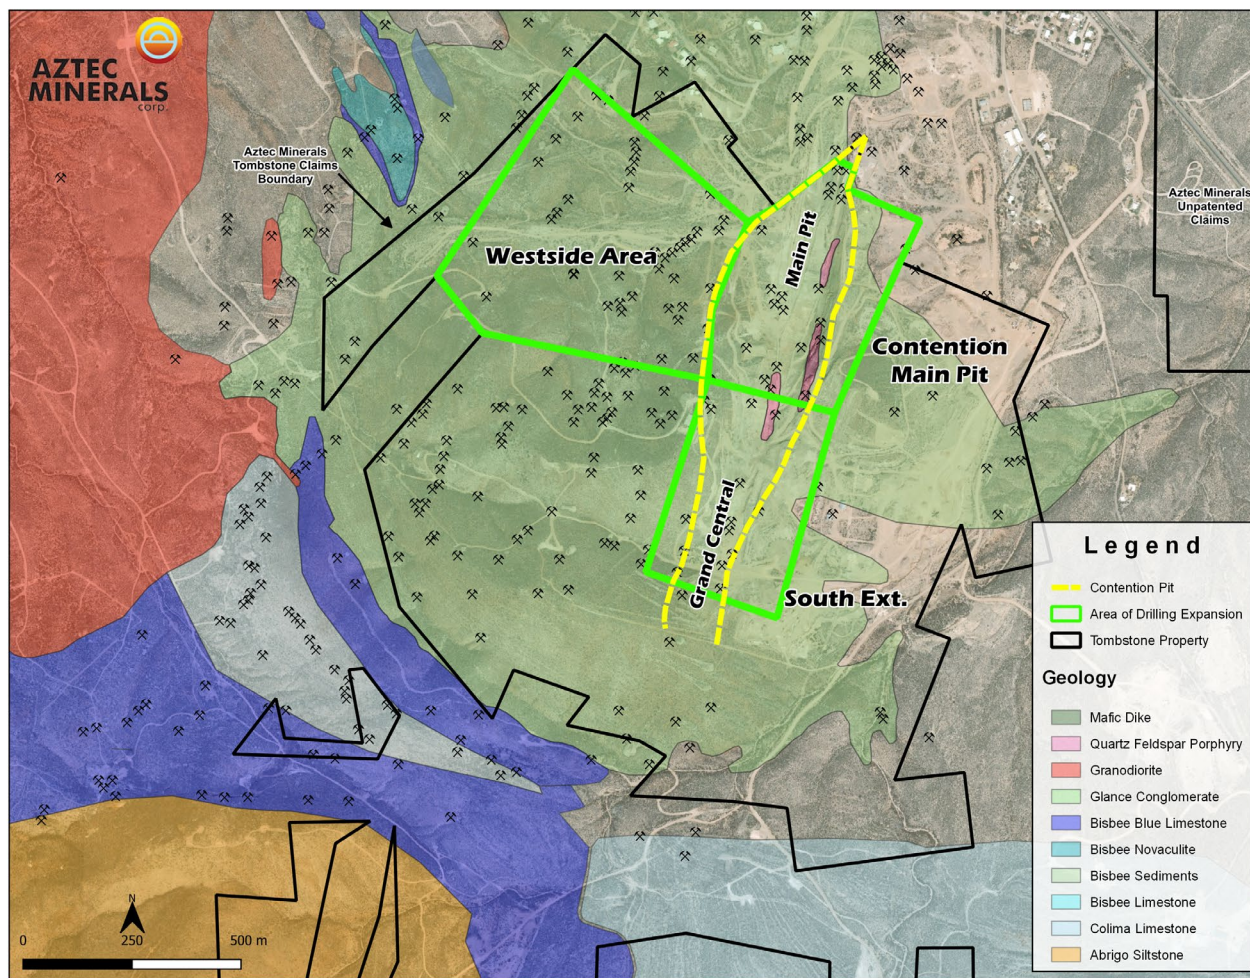 AZTEC
MINERALS
corp.
Aztec Minerals
Tombstone Claims
Boundary
Aztec Minerals
Unpatented
Claims
Westside Area
Main Pit
Contention
Main Pit
Grand Central
South Ext.
Legend
Contention Pit
Area of Drilling Expansion
Tombstone Property
Geology
Mafic Dike
Quartz Feldspar Porphyry
Granodiorite
Glance Conglomerate
Bisbee Blue Limestone
Bisbee Novaculite
Bisbee Sediments
Bisbee Limestone
Colima Limestone
Abrigo Siltstone
N
0 250 500 m